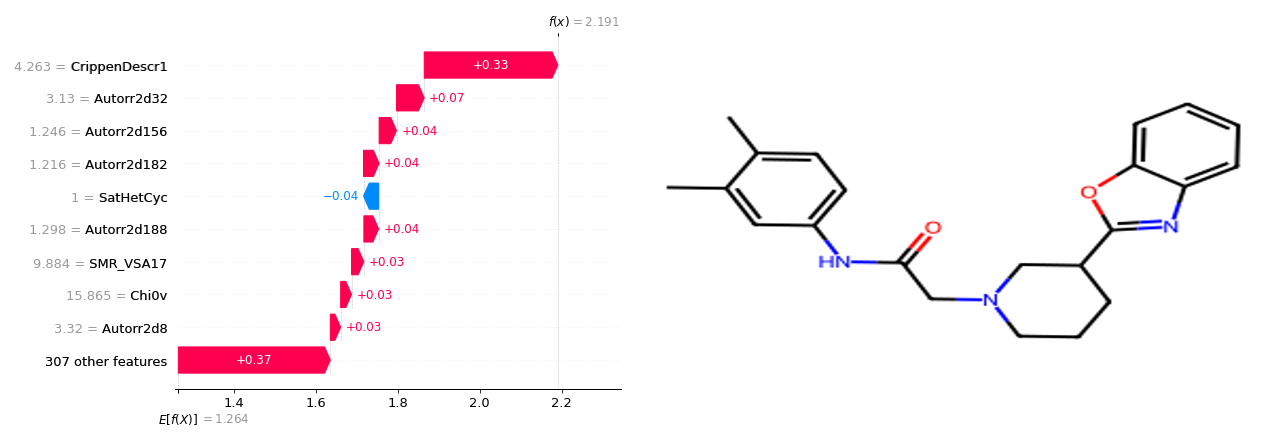 f(x) = 2.191
4.263 = CrippenDescr1
+0.33
3.13 = Autorr2d32
+0.07
1.246 = Autorr2d156
+0.04
1.216 = Autorr2d182
+0.04
1 = SatHetCyc
−0.04
1.298 = Autorr2d188
+0.04
9.884 = SMR_VSA17
+0.03
15.865 = Chi0v
+0.03
3.32 = Autorr2d8
+0.03
307 other features
+0.37
1.4 1.6 1.8 2.0 2.2
E[f(X)] = 1.264
O
N
O
HN
N